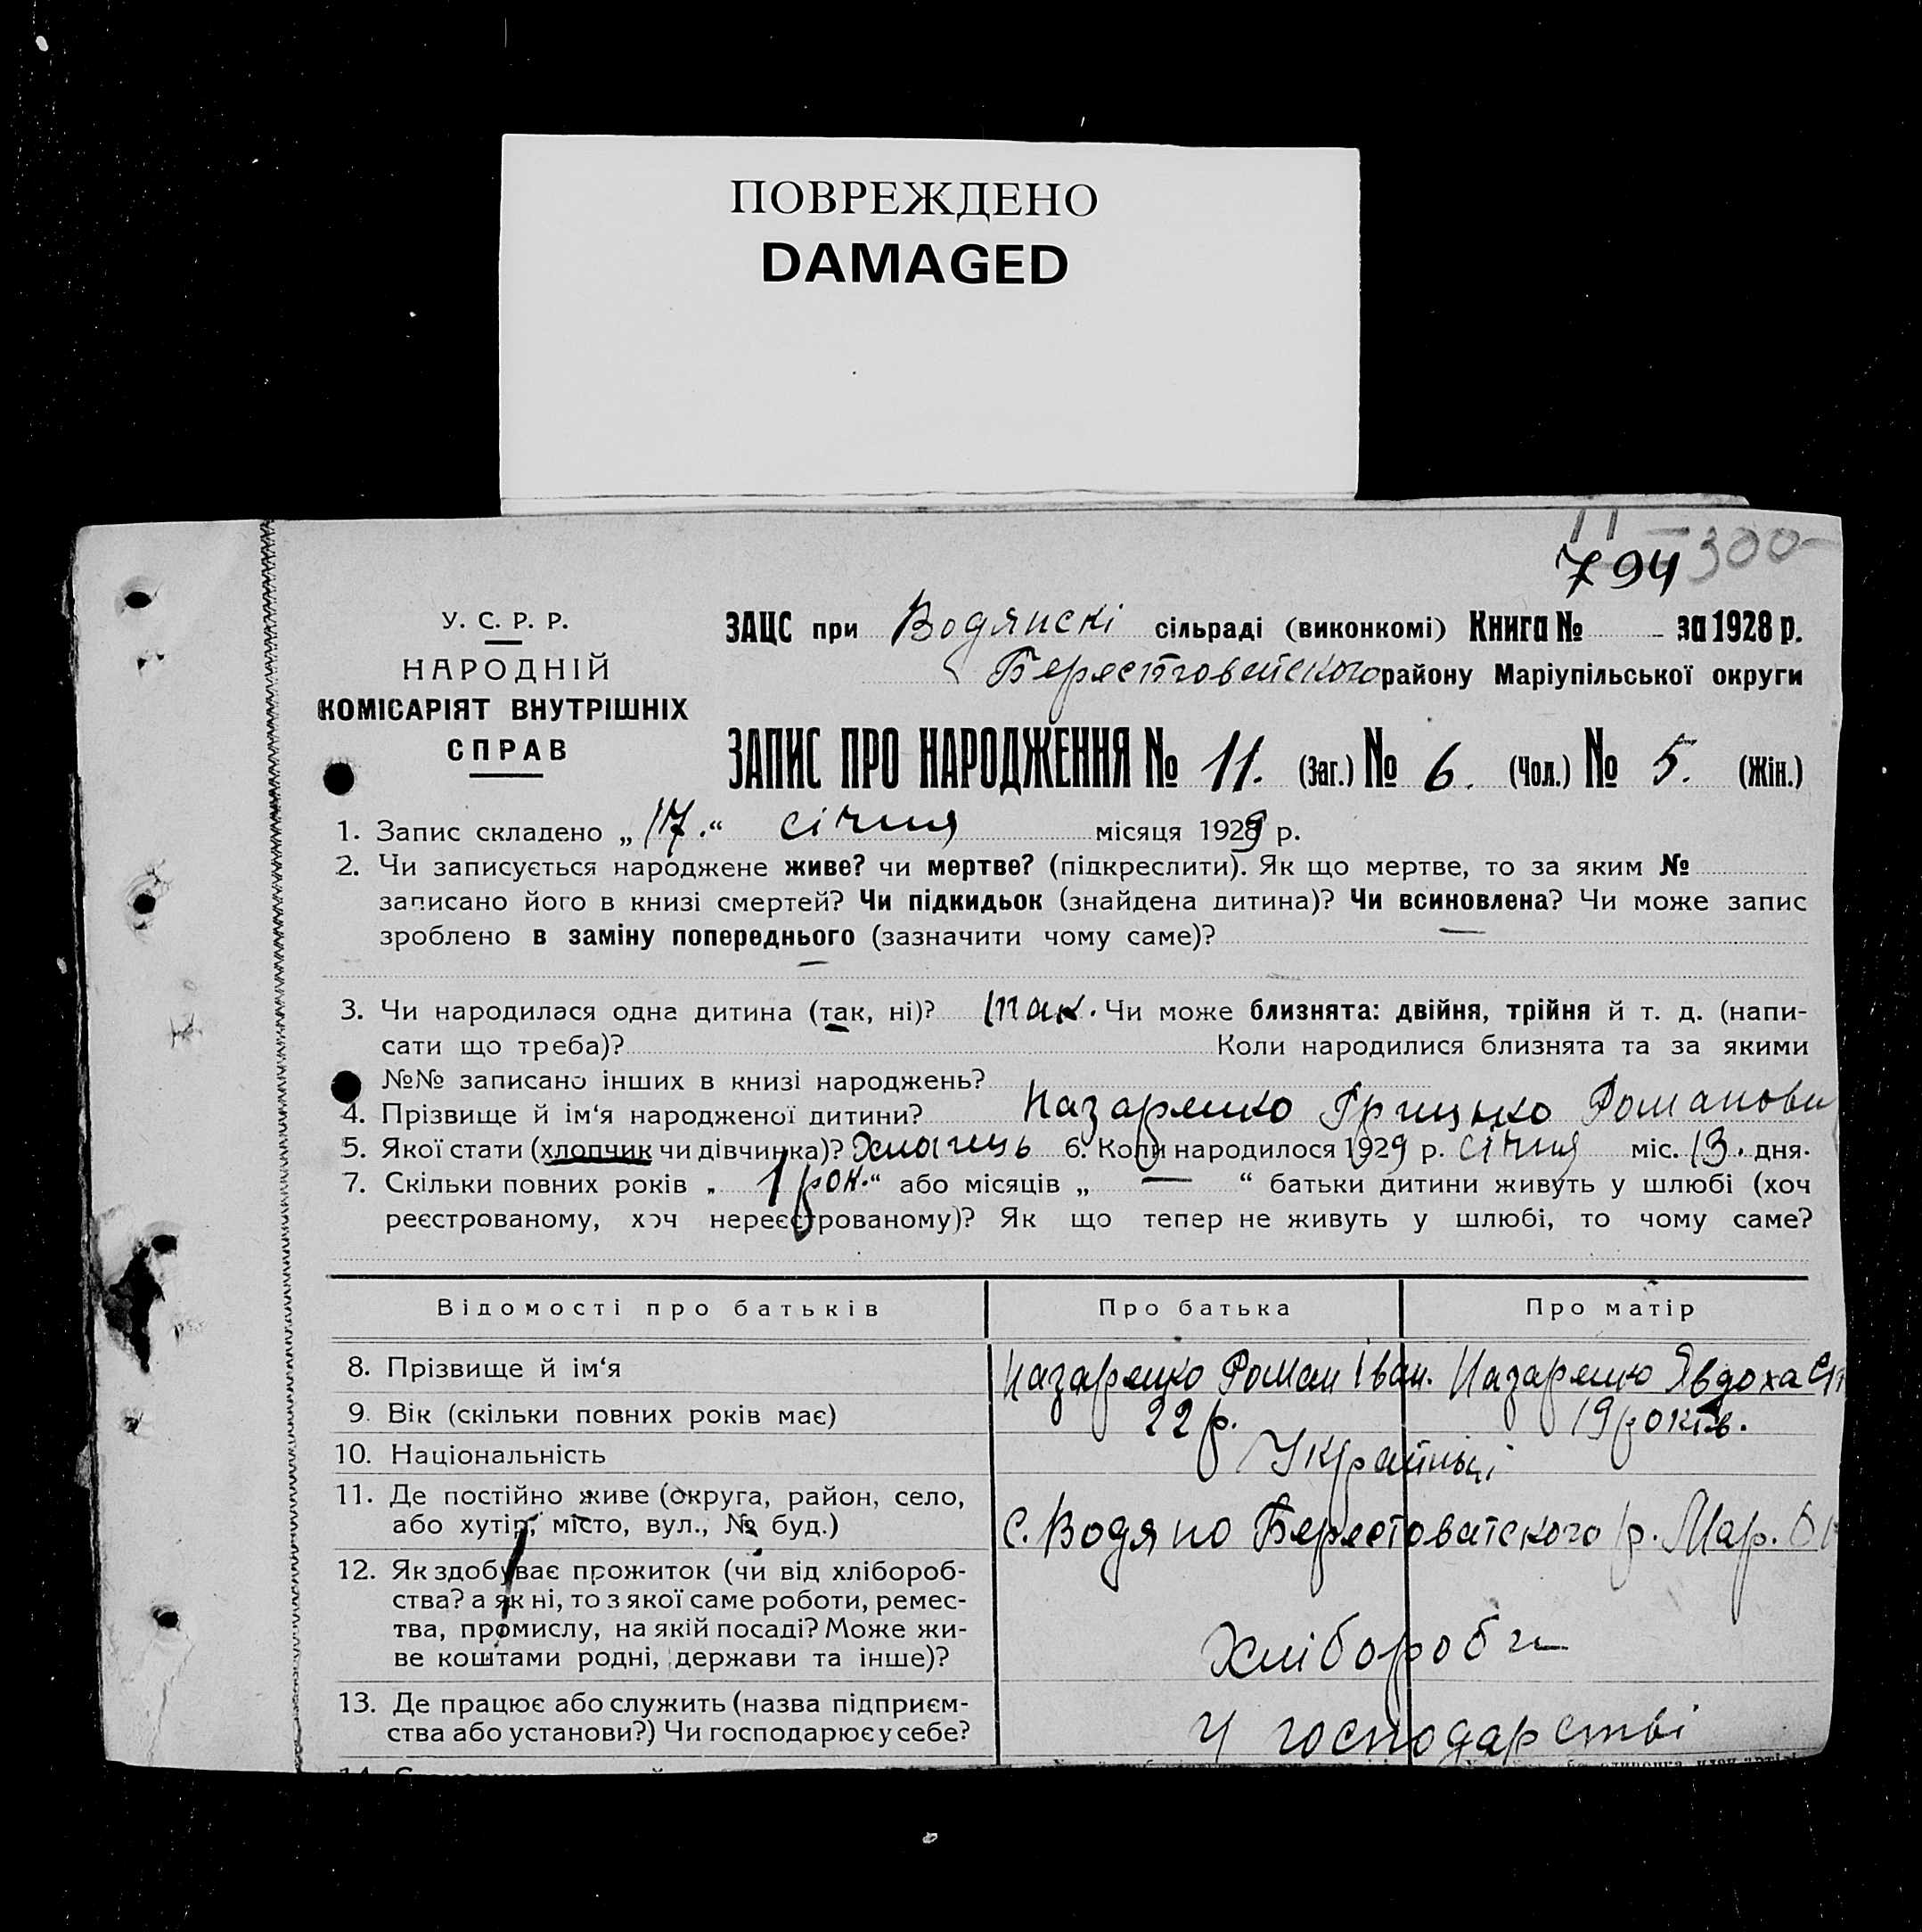 ПОВРЕЖДЕНО
DAMAGED
11 -300-
794
У. С. Р. Р.
НАРОДНІЙ
КОМІСАРІЯТ ВНУТРІШНІХ
СПРАВ
ЗАЦС при Водянскі сільраді (виконкомі) Книга № за 1928 р.
Берестоватського району Маріупільської округи
ЗАПИС ПРО НАРОДЖЕННЯ № 11. (Заг.) № 6. (Чол.) № 5. (Жін.)
1. Запис складено „17.“ січня місяця 1929 р.
2. Чи записується народжене живе? чи мертве? (підкреслити). Як що мертве, то за яким №
записано його в книзі смертей? Чи підкидьок (знайдена дитина)? Чи всиновлена? Чи може запис
зроблено в заміну попереднього (зазначити чому саме)? —
—
3. Чи народилася одна дитина (так, ні)? так. Чи може близнята: двійня, трійня й т. д. (напи-
сати що треба)? Коли народилися близнята та за якими
№№ записано інших в книзі народжень?
4. Прізвище й ім‘я народженої дитини? Назаренко Грицько Романови
5. Якої стати (хлопчик чи дівчинка)? Хлопчик 6. Коли народилося 1929 р. січня міс. 13. дня.
7. Скільки повних років „ 1 рок.“ або місяців „ — “ батьки дитини живуть у шлюбі (хоч
реєстрованому, хоч нереєстрованому)? Як що тепер не живуть у шлюбі, то чому саме?
Відомості про батьків Про батька Про матір
8. Прізвище й ім‘я Назаренко Роман Іван. Назаренко Явдоха
9. Вік (скільки повних років має) 22 р. 19 років.
10. Національність Українці
11. Де постійно живе (округа, район, село,
або хутір, місто, вул., № буд.) с. Водяно Берестоватского р. Мар.
12. Як здобуває прожиток (чи від хлібороб-
ства? а як ні, то з якої саме роботи, ремес-
тва, промислу, на якій посаді? Може жи-
ве коштами родні, держави та інше)? Хлібороби
13. Де працює або служить (назва підприєм-
ства або установи?) Чи господарює у себе? У господарстві